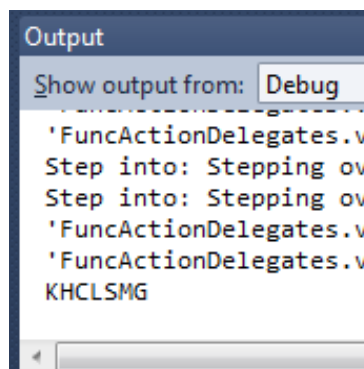 Output
Show output from: Debug
'FuncActionDelegates.v
Step into: Stepping ov
Step into: Stepping ov
'FuncActionDelegates.v
'FuncActionDelegates.v
KHCLSMG